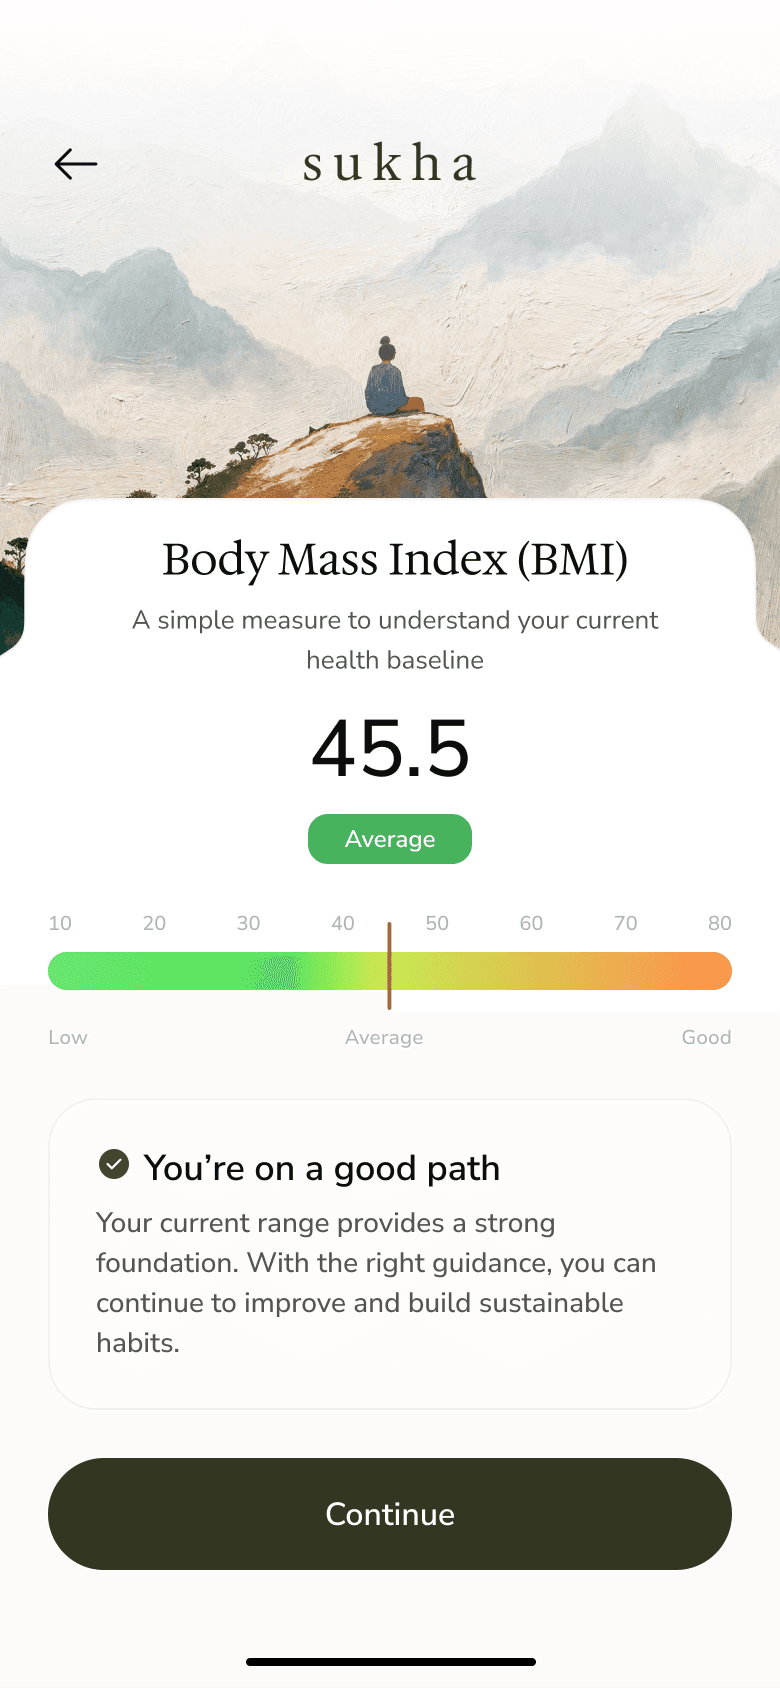 sukha
Body Mass Index (BMI)
A simple measure to understand your current
health baseline
45.5
Average
10 20 30 40 50 60 70 80
Low Average Good
You’re on a good path
Your current range provides a strong
foundation. With the right guidance, you can
continue to improve and build sustainable
habits.
Continue